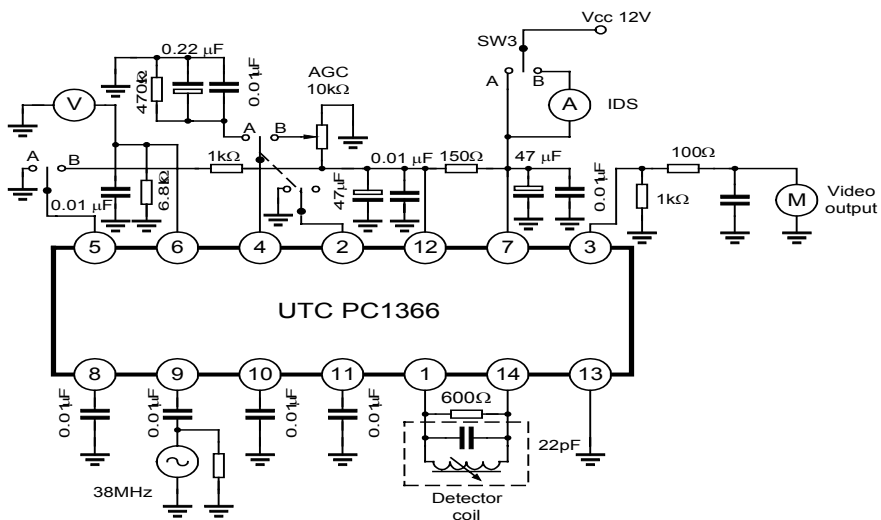 Vcc 12V
SW3
A
B
A
IDS
0.22 µF
470Ω
0.01µF
AGC
10kΩ
A
B
V
A
B
1kΩ
0.01 µF
150Ω
47 µF
0.01µF
100Ω
0.01 µF
6.8kΩ
47µF
1kΩ
M
Video
output
5
6
4
2
12
7
3
UTC PC1366
8
9
10
11
1
14
13
0.01µF
0.01µF
0.01µF
0.01µF
600Ω
22pF
38MHz
Detector
coil